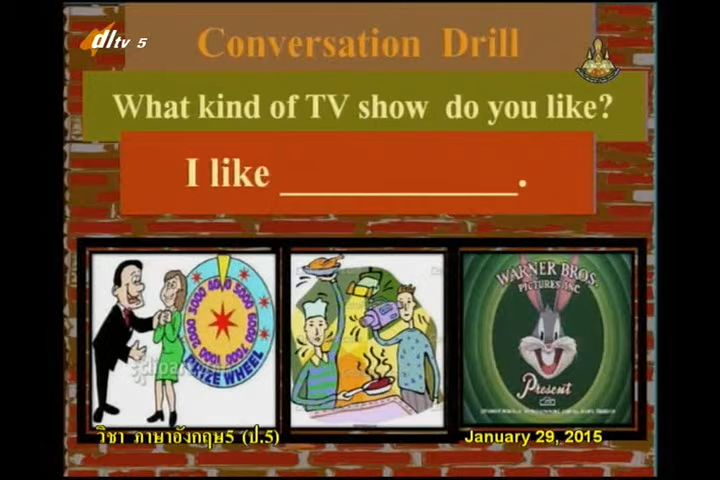 dltv 5
Conversation Drill
What kind of TV show do you like?
I like ____________.
PRIZE WHEEL
WARNER BROS.
PICTURES INC.
Present
วิชา ภาษาอังกฤษ5 (ป.5)
January 29, 2015